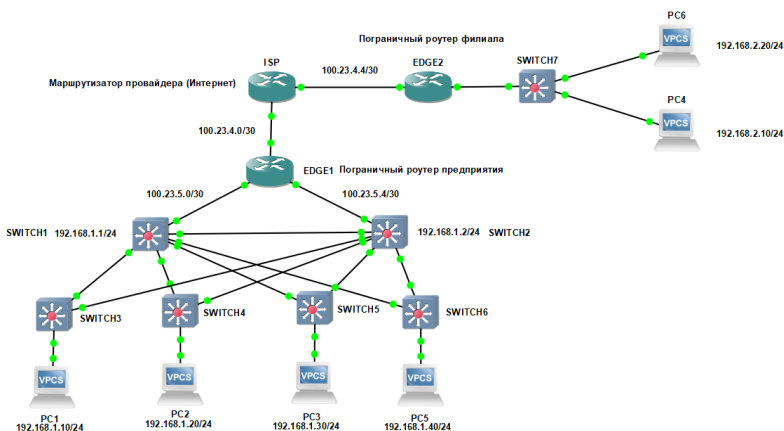 PC6
VPCS
192.168.2.20/24
Пограничный роутер филиала
ISP
EDGE2
SWITCH7
100.23.4.4/30
Маршрутизатор провайдера (Интернет)
PC4
VPCS
192.168.2.10/24
100.23.4.0/30
EDGE1
Пограничный роутер предприятия
100.23.5.0/30
100.23.5.4/30
SWITCH1
192.168.1.1/24
192.168.1.2/24
SWITCH2
SWITCH3
SWITCH4
SWITCH5
SWITCH6
VPCS
VPCS
VPCS
VPCS
PC1
192.168.1.10/24
PC2
192.168.1.20/24
PC3
192.168.1.30/24
PC5
192.168.1.40/24